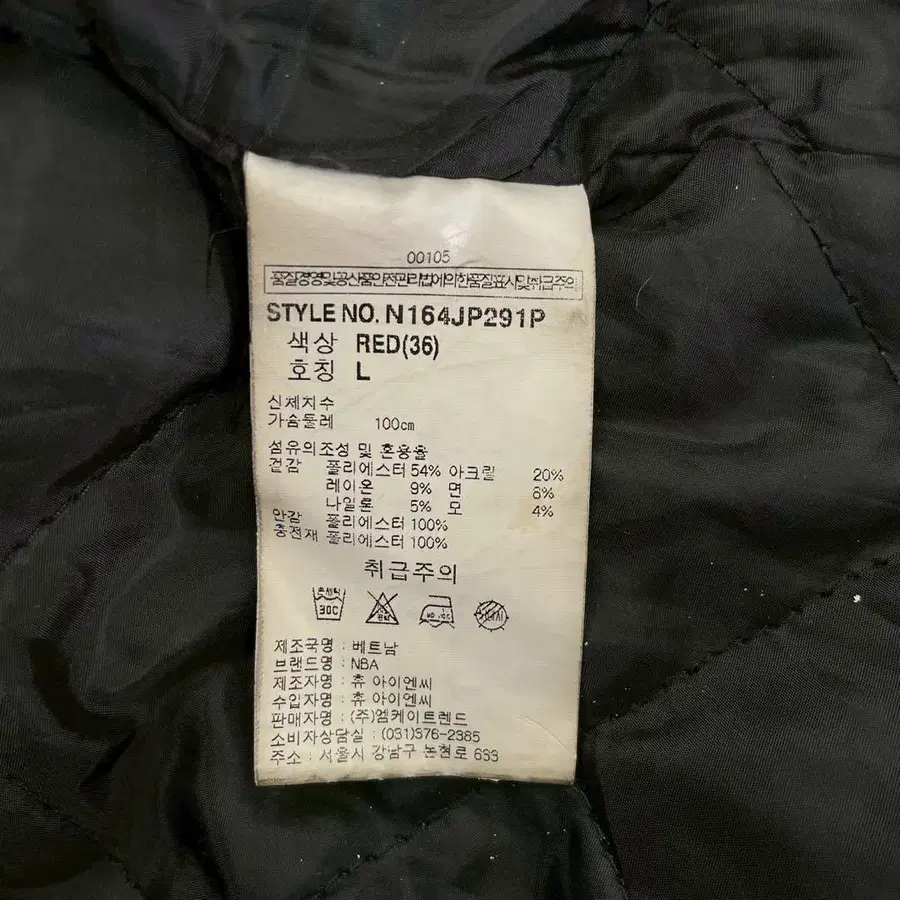 00105
품질경영및공산품안전관리법에의한품질표시및취급주의
STYLE NO. N164JP291P
색상 RED(36)
호칭 L
신체치수
가슴둘레 100cm
섬유의조성 및 혼용율
겉감 폴리에스터 54% 아크릴 20%
레이온 9% 면 8%
나일론 5% 모 4%
안감 폴리에스터 100%
충전재 폴리에스터 100%
취급주의
손세탁
30C
제조국명 : 베트남
브랜드명 : NBA
제조자명 : 휴 아이엔씨
수입자명 : 휴 아이엔씨
판매자명 : (주)엠케이트렌드
소비자상담실 : (031)376-2385
주소 : 서울시 강남구 논현로 633